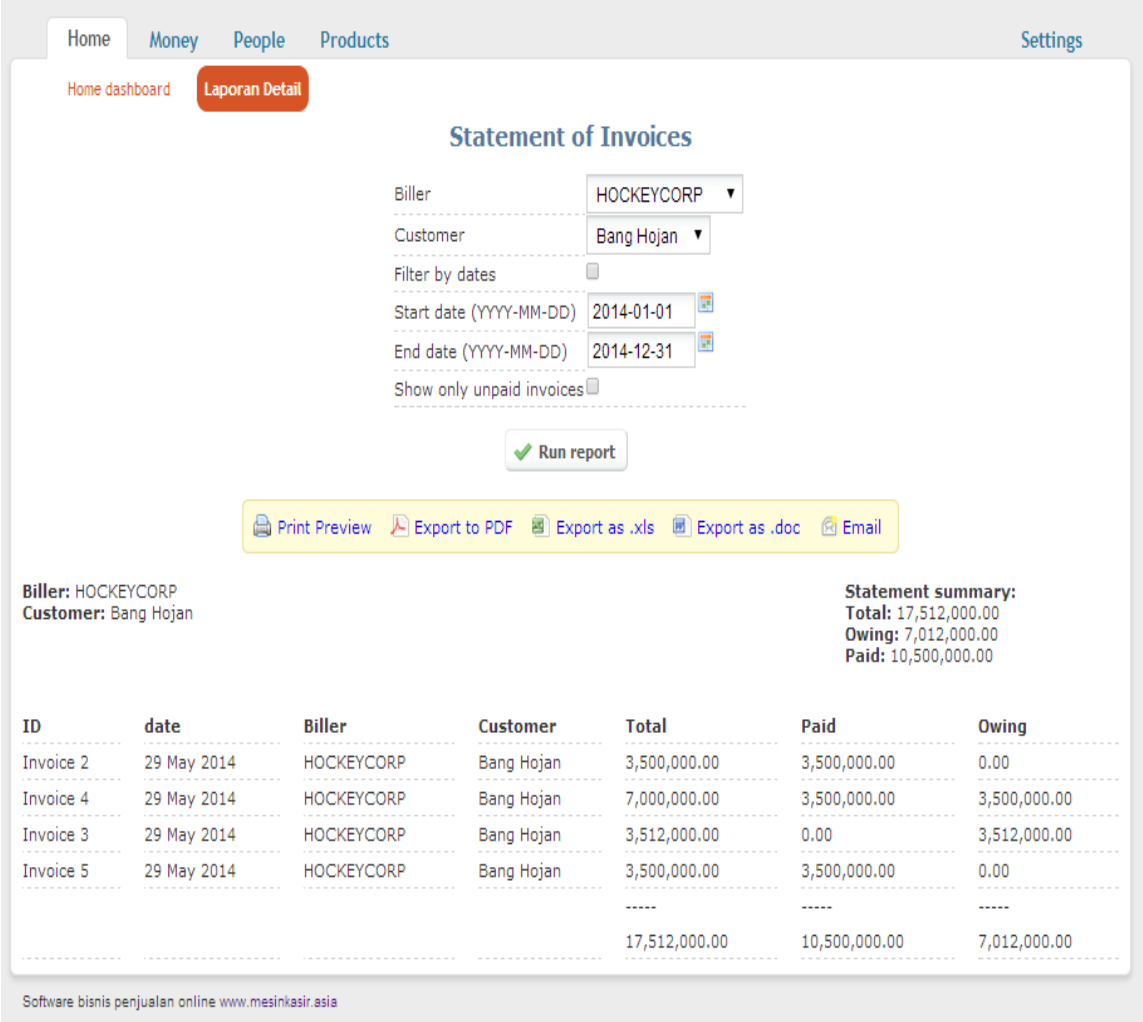 Home Money People Products Settings
Home dashboard Laporan Detail
Statement of Invoices
Biller HOCKEYCORP
Customer Bang Hojan
Filter by dates
Start date (YYYY-MM-DD) 2014-01-01
End date (YYYY-MM-DD) 2014-12-31
Show only unpaid invoices
Run report
Print Preview Export to PDF Export as .xls Export as .doc Email
Biller: HOCKEYCORP
Customer: Bang Hojan
Statement summary:
Total: 17,512,000.00
Owing: 7,012,000.00
Paid: 10,500,000.00
ID date Biller Customer Total Paid Owing
Invoice 2 29 May 2014 HOCKEYCORP Bang Hojan 3,500,000.00 3,500,000.00 0.00
Invoice 4 29 May 2014 HOCKEYCORP Bang Hojan 7,000,000.00 3,500,000.00 3,500,000.00
Invoice 3 29 May 2014 HOCKEYCORP Bang Hojan 3,512,000.00 0.00 3,512,000.00
Invoice 5 29 May 2014 HOCKEYCORP Bang Hojan 3,500,000.00 3,500,000.00 0.00
----- ----- -----
17,512,000.00 10,500,000.00 7,012,000.00
Software bisnis penjualan online www.mesinkasir.asia